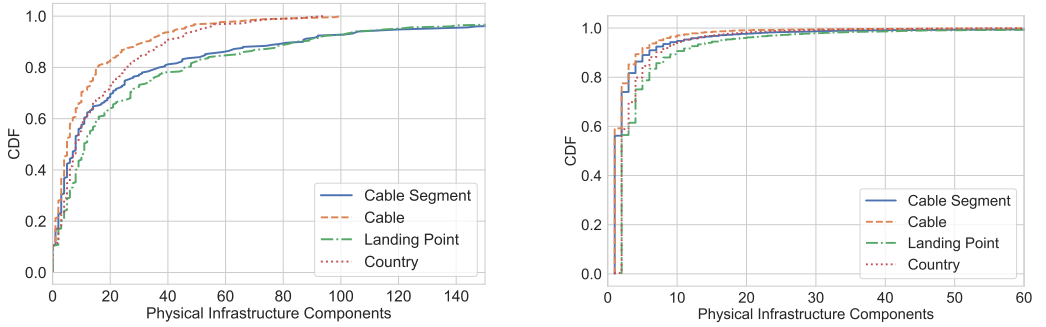 1.0
0.8
0.6
0.4
0.2
0.0
CDF
0 20 40 60 80 100 120 140
Physical Infrastructure Components
Cable Segment
Cable
Landing Point
Country
1.0
0.8
0.6
0.4
0.2
0.0
CDF
0 10 20 30 40 50 60
Physical Infrastructure Components
Cable Segment
Cable
Landing Point
Country